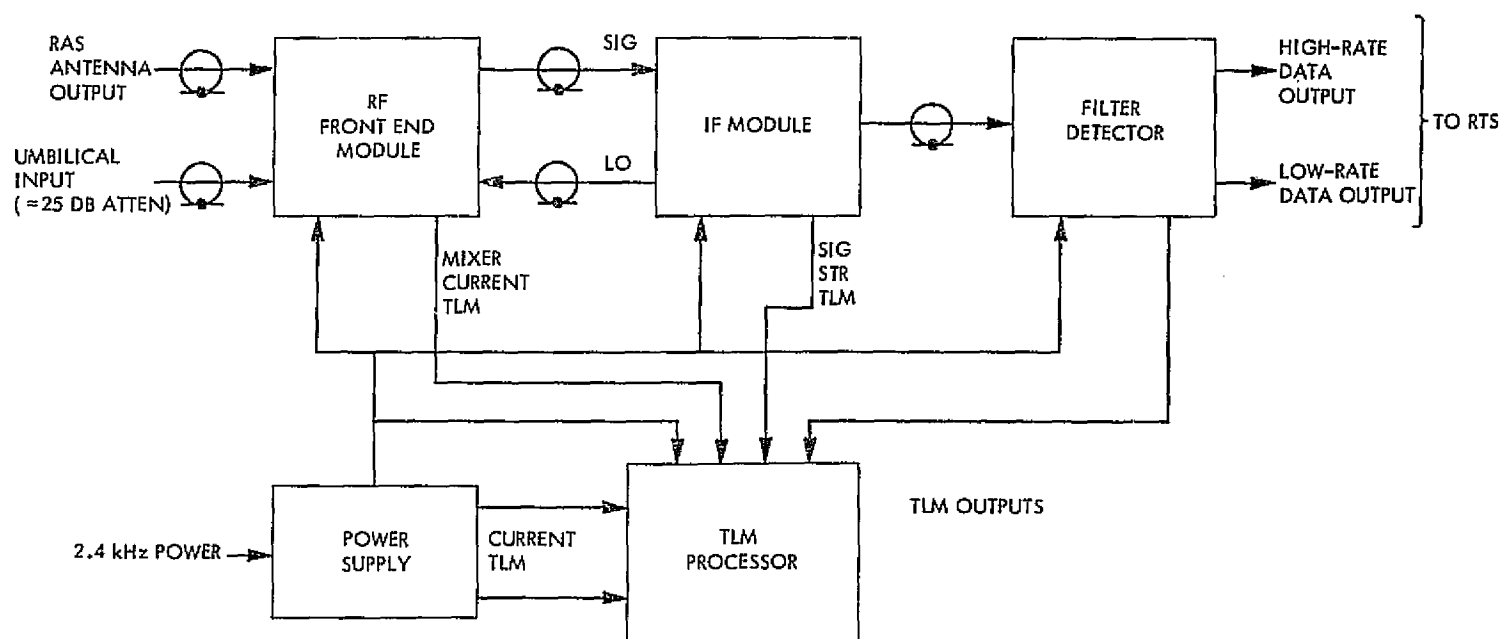 RAS
ANTENNA
OUTPUT
UMBILICAL
INPUT
(≈25 DB ATTEN)
RF
FRONT END
MODULE
SIG
LO
IF MODULE
FILTER
DETECTOR
HIGH-RATE
DATA
OUTPUT
LOW-RATE
DATA OUTPUT
TO RTS
MIXER
CURRENT
TLM
SIG
STR
TLM
2.4 kHz POWER
POWER
SUPPLY
CURRENT
TLM
TLM
PROCESSOR
TLM OUTPUTS